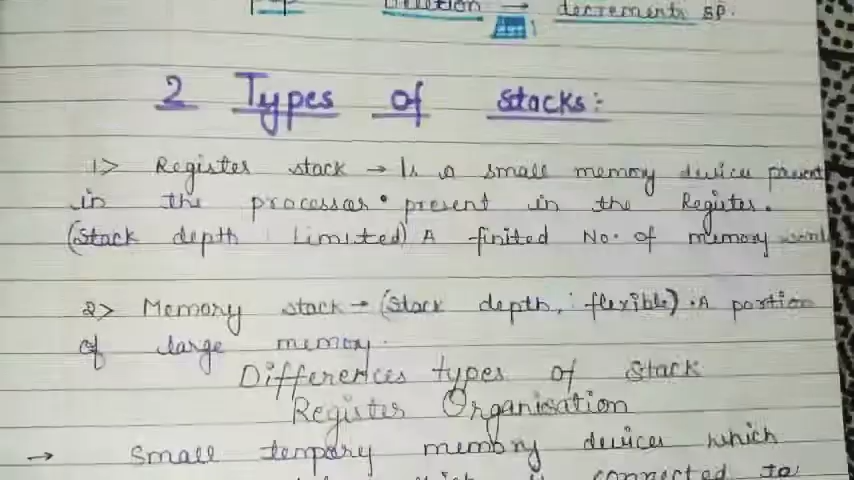 Deletion → decrements SP.
2 Types of stacks:
1> Register stack → Is a small memory device present
in the processor. present in the Register.
(Stack depth Limited) A finited No. of memory
2> Memory stack → (Stack depth, : flexible). A portion
of large memory.
Differences types of Stack
Register Organisation
→ Small tempary memory devices which
connected to